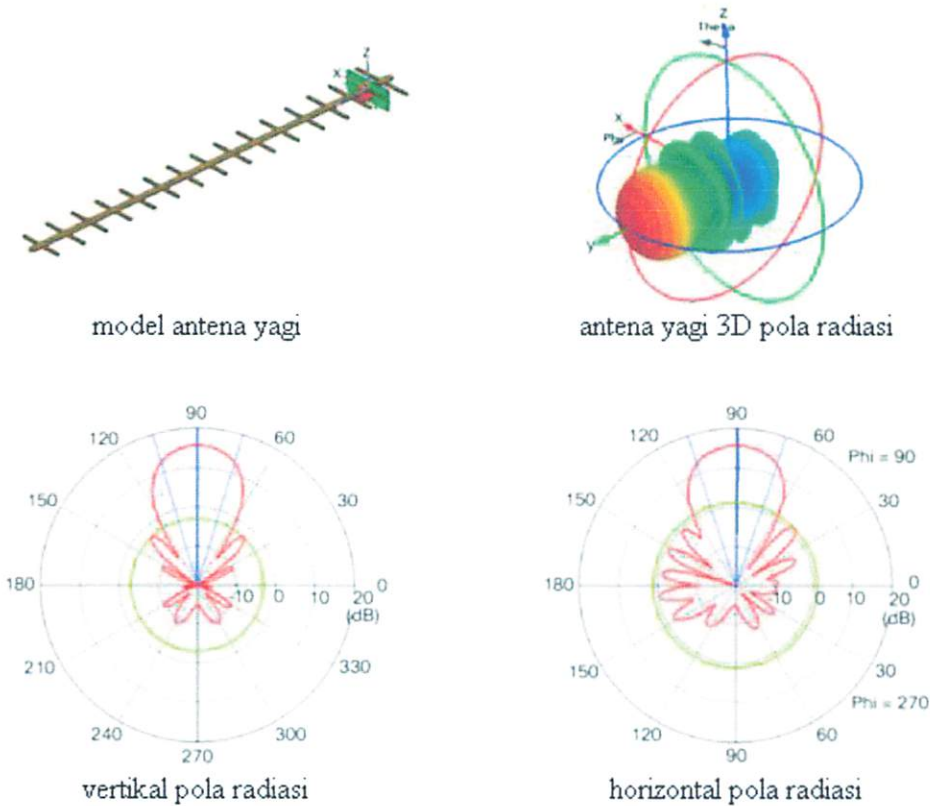 Z
X
Z
Theta
X
Phi
y
model antena yagi
antena yagi 3D pola radiasi
90
120
60
150
30
180
-10 0 10 20
0
(dB)
210
330
240
300
270
vertikal pola radiasi
90
120
60
Phi = 90
150
30
180
-10 0 10 20
0
(dB)
150
30
Phi = 270
120
60
90
horizontal pola radiasi